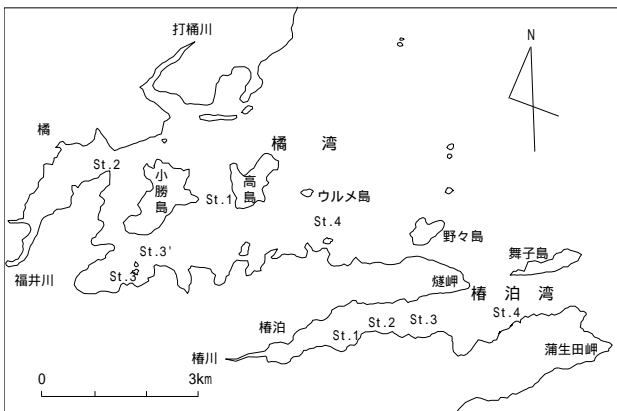 打桶川
N
橘
橘 湾
St.2
小勝島
高島
St.1
ウルメ島
St.4
St.3'
野々島
舞子島
福井川
St.3
燧岬
椿 泊 湾
椿泊
St.1
St.2
St.3
St.4
椿川
蒲生田岬
0 3km